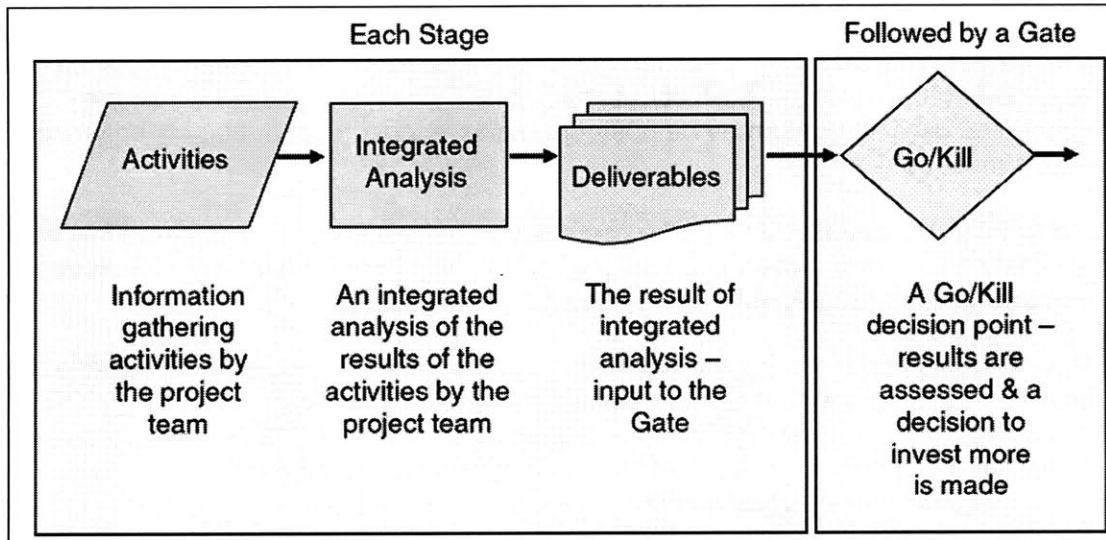 Each Stage
Followed by a Gate
Activities
Integrated
Analysis
Deliverables
Go/Kill
Information
gathering
activities by
the project
team
An integrated
analysis of the
results of the
activities by the
project team
The result of
integrated
analysis –
input to the
Gate
A Go/Kill
decision point –
results are
assessed & a
decision to
invest more
is made